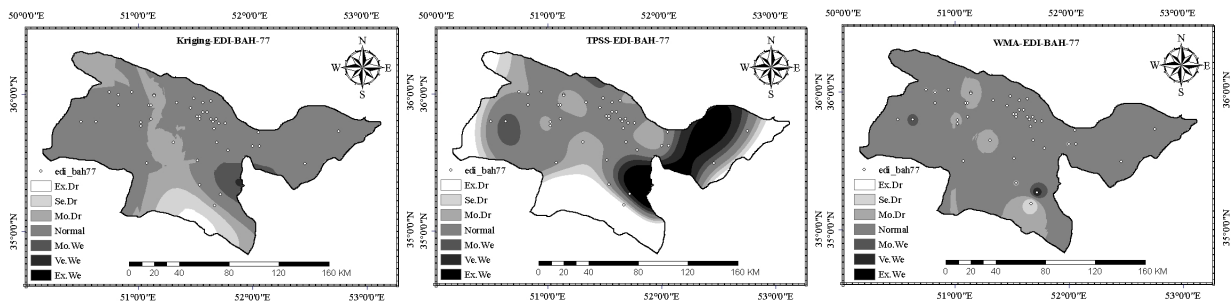 50°0'0"E 51°0'0"E 52°0'0"E 53°0'0"E
Kriging-EDI-BAH-77
N
W E
S
36°0'0"N
35°0'0"N
edi_bah77
Ex.Dr
Se.Dr
Mo.Dr
Normal
Mo.We
Ve.We
Ex.We
0 20 40 80 120 160 KM
51°0'0"E 52°0'0"E 53°0'0"E
50°0'0"E 51°0'0"E 52°0'0"E 53°0'0"E
TPSS-EDI-BAH-77
N
W E
S
36°0'0"N
35°0'0"N
edi_bah77
Ex.Dr
Se.Dr
Mo.Dr
Normal
Mo.We
Ve.We
Ex.We
0 20 40 80 120 160 KM
51°0'0"E 52°0'0"E 53°0'0"E
50°0'0"E 51°0'0"E 52°0'0"E 53°0'0"E
WMA-EDI-BAH-77
N
W E
S
36°0'0"N
35°0'0"N
edi_bah77
Ex.Dr
Se.Dr
Mo.Dr
Normal
Mo.We
Ve.We
Ex.We
0 20 40 80 120 160 KM
51°0'0"E 52°0'0"E 53°0'0"E